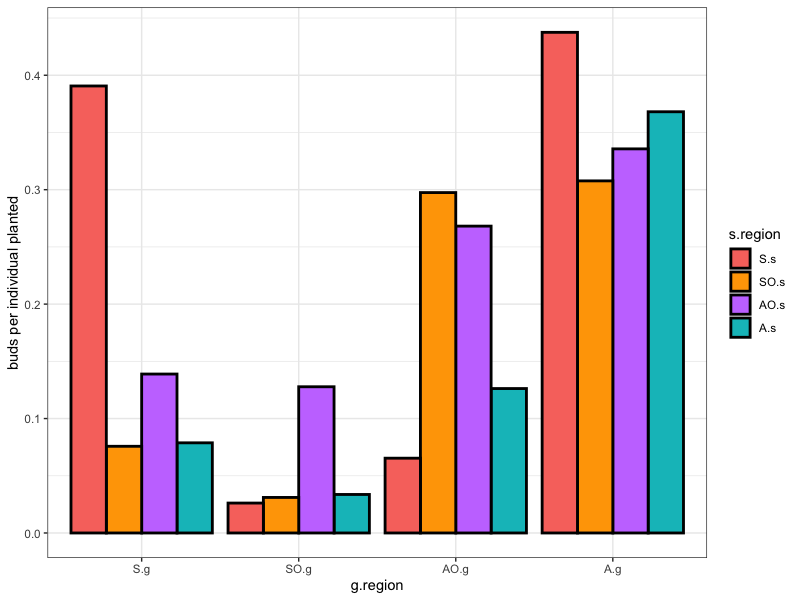 buds per individual planted
0.4
0.3
0.2
0.1
0.0
S.g SO.g AO.g A.g
g.region
s.region
S.s
SO.s
AO.s
A.s